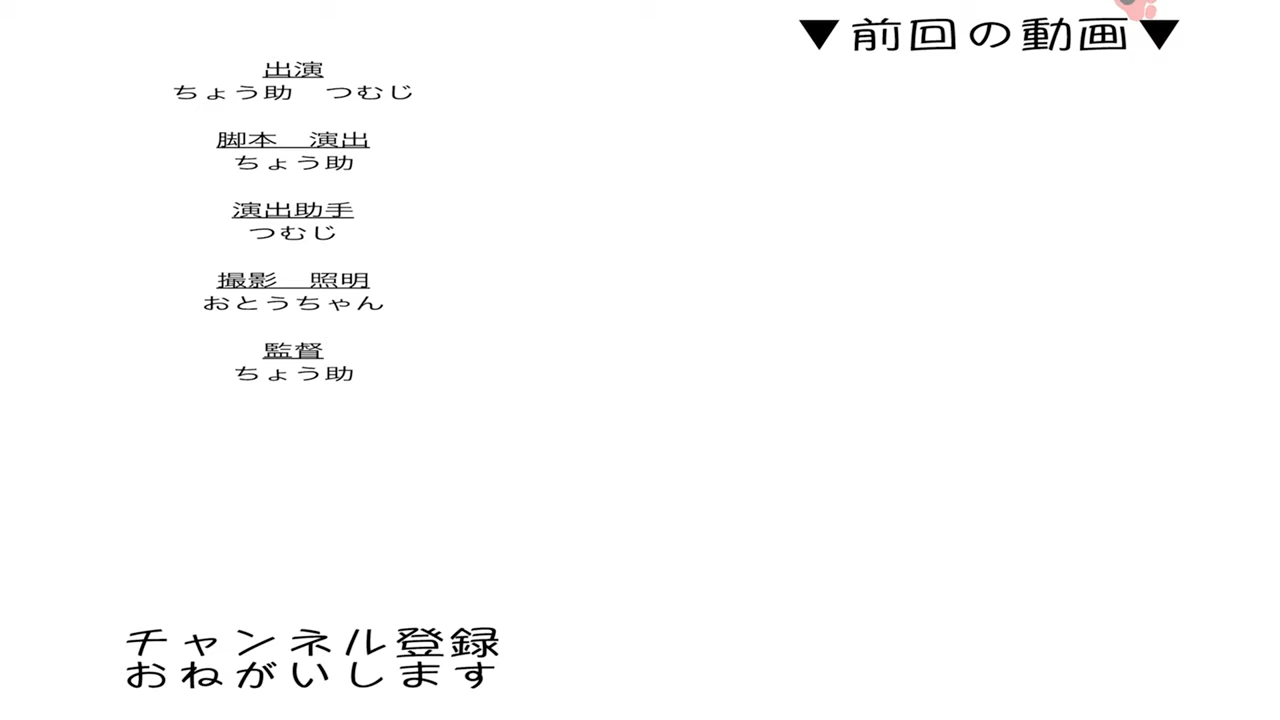 ▼前回の動画▼
出演
ちょう助　つむじ
脚本　演出
ちょう助
演出助手
つむじ
撮影　照明
おとうちゃん
監督
ちょう助
チャンネル登録
おねがいします